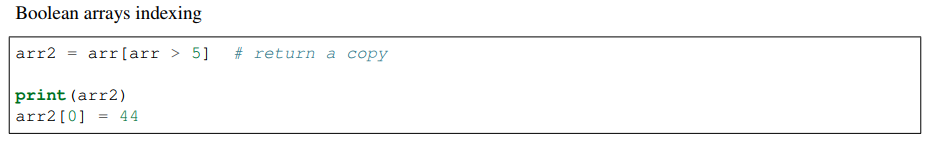 Boolean arrays indexing
arr2 = arr[arr > 5]  # return a copy
print(arr2)
arr2[0] = 44